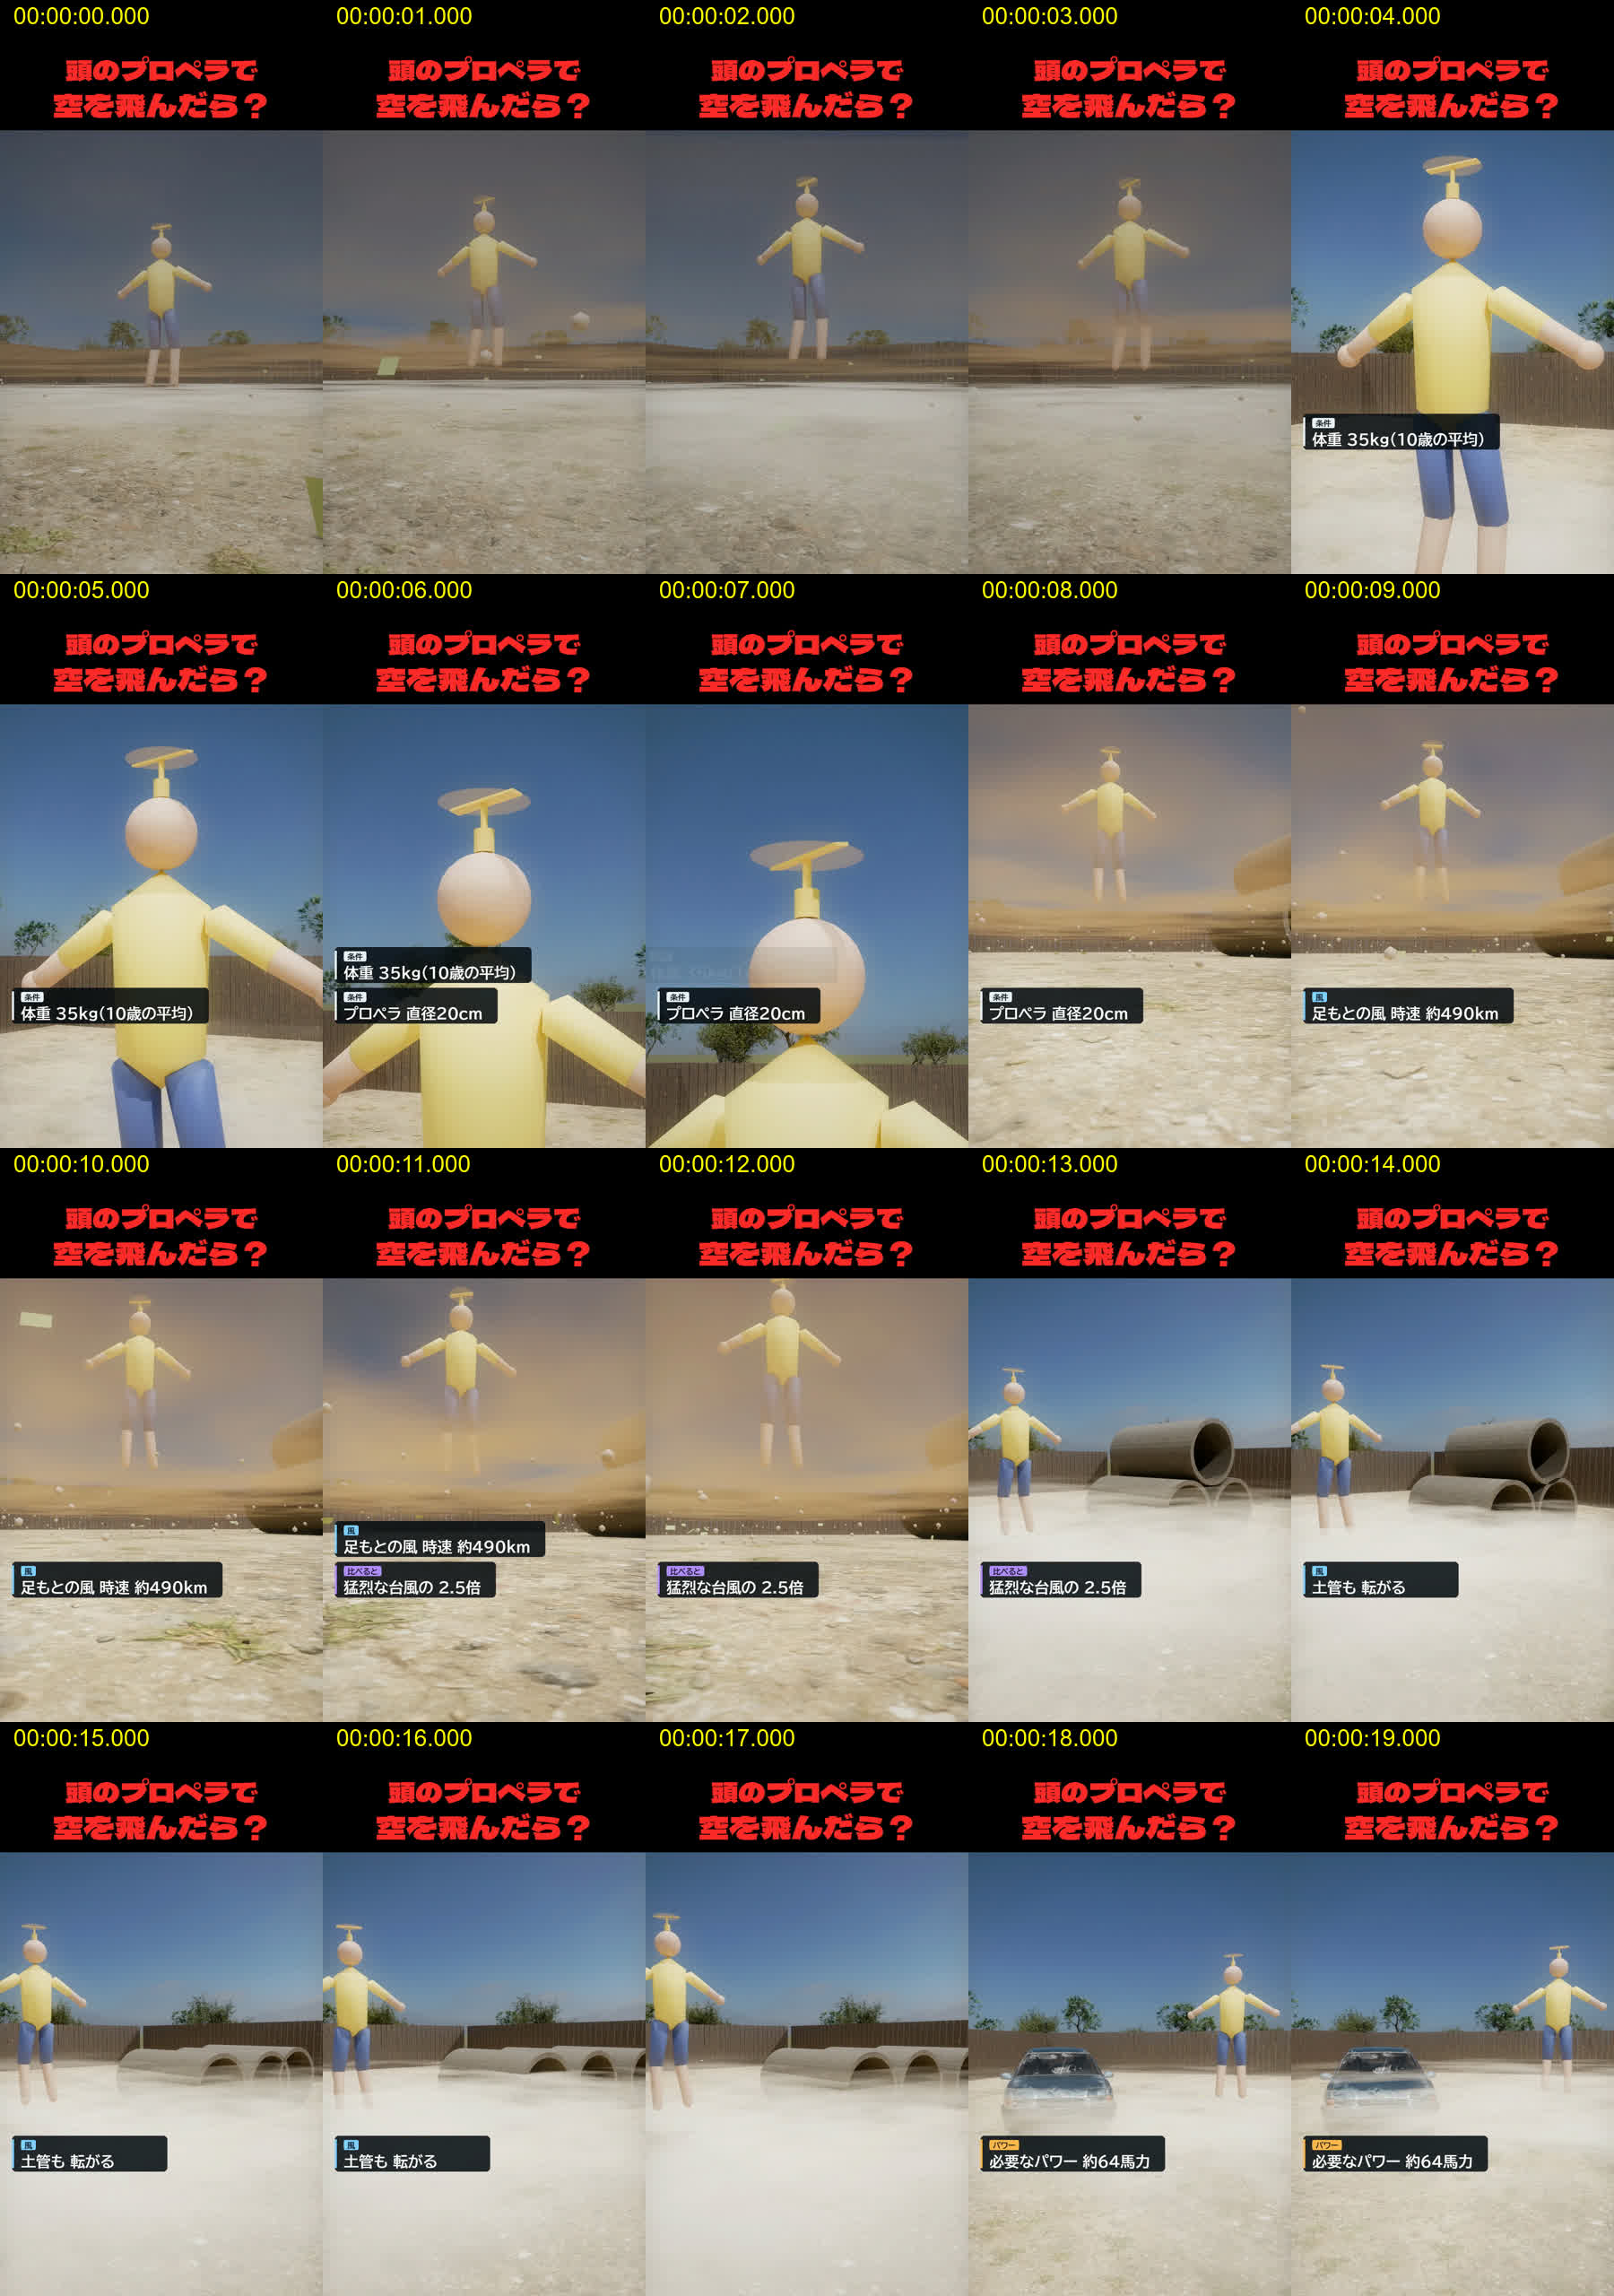 00:00:00.000
頭のプロペラで
空を飛んだら?
00:00:01.000
頭のプロペラで
空を飛んだら?
00:00:02.000
頭のプロペラで
空を飛んだら?
00:00:03.000
頭のプロペラで
空を飛んだら?
00:00:04.000
頭のプロペラで
空を飛んだら?
条件
体重 35kg(10歳の平均)
00:00:05.000
頭のプロペラで
空を飛んだら?
条件
体重 35kg(10歳の平均)
00:00:06.000
頭のプロペラで
空を飛んだら?
条件
体重 35kg(10歳の平均)
条件
プロペラ 直径20cm
00:00:07.000
頭のプロペラで
空を飛んだら?
条件
プロペラ 直径20cm
00:00:08.000
頭のプロペラで
空を飛んだら?
条件
プロペラ 直径20cm
00:00:09.000
頭のプロペラで
空を飛んだら?
風
足もとの風 時速 約490km
00:00:10.000
頭のプロペラで
空を飛んだら?
風
足もとの風 時速 約490km
00:00:11.000
頭のプロペラで
空を飛んだら?
風
足もとの風 時速 約490km
比べると
猛烈な台風の 2.5倍
00:00:12.000
頭のプロペラで
空を飛んだら?
比べると
猛烈な台風の 2.5倍
00:00:13.000
頭のプロペラで
空を飛んだら?
比べると
猛烈な台風の 2.5倍
00:00:14.000
頭のプロペラで
空を飛んだら?
風
土管も 転がる
00:00:15.000
頭のプロペラで
空を飛んだら?
風
土管も 転がる
00:00:16.000
頭のプロペラで
空を飛んだら?
風
土管も 転がる
00:00:17.000
頭のプロペラで
空を飛んだら?
00:00:18.000
頭のプロペラで
空を飛んだら?
パワー
必要なパワー 約64馬力
00:00:19.000
頭のプロペラで
空を飛んだら?
パワー
必要なパワー 約64馬力